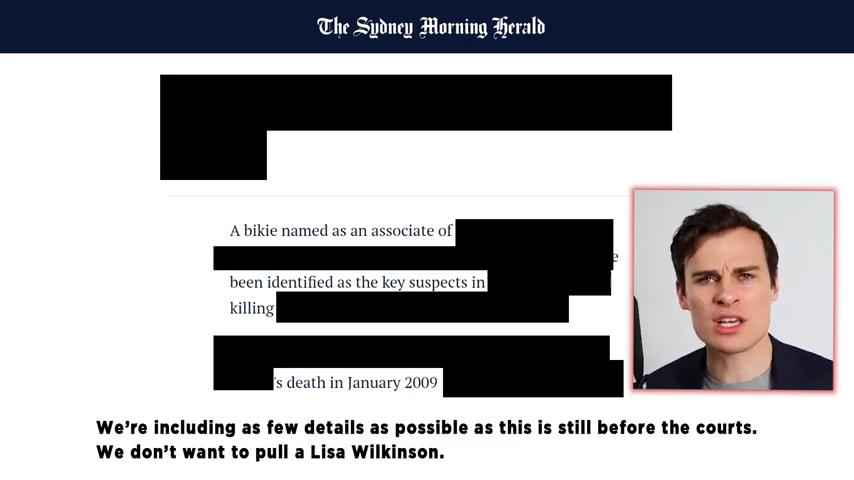 The Sydney Morning Herald
A bikie named as an associate of
e
been identified as the key suspects in
killing
's death in January 2009
We're including as few details as possible as this is still before the courts.
We don't want to pull a Lisa Wilkinson.